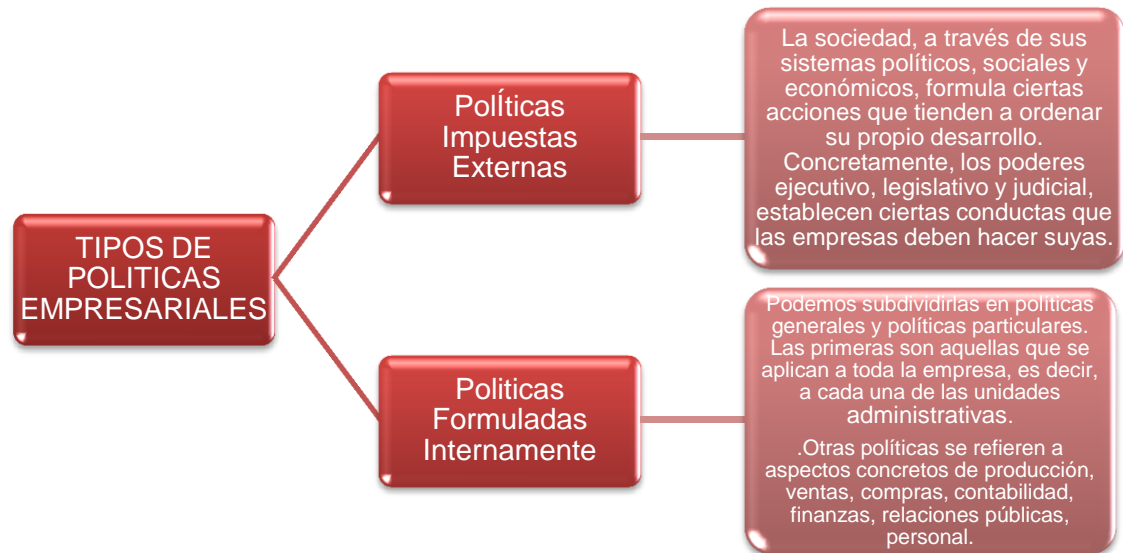 TIPOS DE
POLITICAS
EMPRESARIALES
PolÍticas
Impuestas
Externas
La sociedad, a través de sus
sistemas políticos, sociales y
económicos, formula ciertas
acciones que tienden a ordenar
su propio desarrollo.
Concretamente, los poderes
ejecutivo, legislativo y judicial,
establecen ciertas conductas que
las empresas deben hacer suyas.
Politicas
Formuladas
Internamente
Podemos subdividirlas en políticas
generales y políticas particulares.
Las primeras son aquellas que se
aplican a toda la empresa, es decir,
a cada una de las unidades
administrativas.
.Otras políticas se refieren a
aspectos concretos de producción,
ventas, compras, contabilidad,
finanzas, relaciones públicas,
personal.